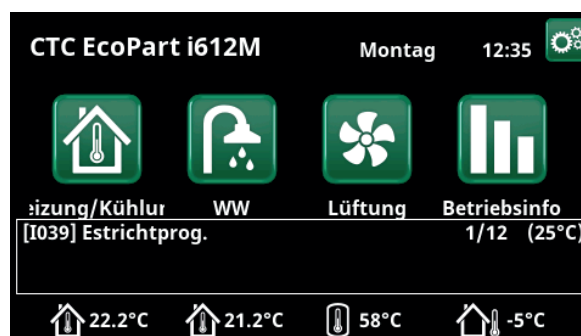 CTC EcoPart i612M Montag 12:35
eizung/Kühlur WW Lüftung Betriebsinfo
[I039] Estrichtprog. 1/12 (25°C)
22.2°C 21.2°C 58°C -5°C